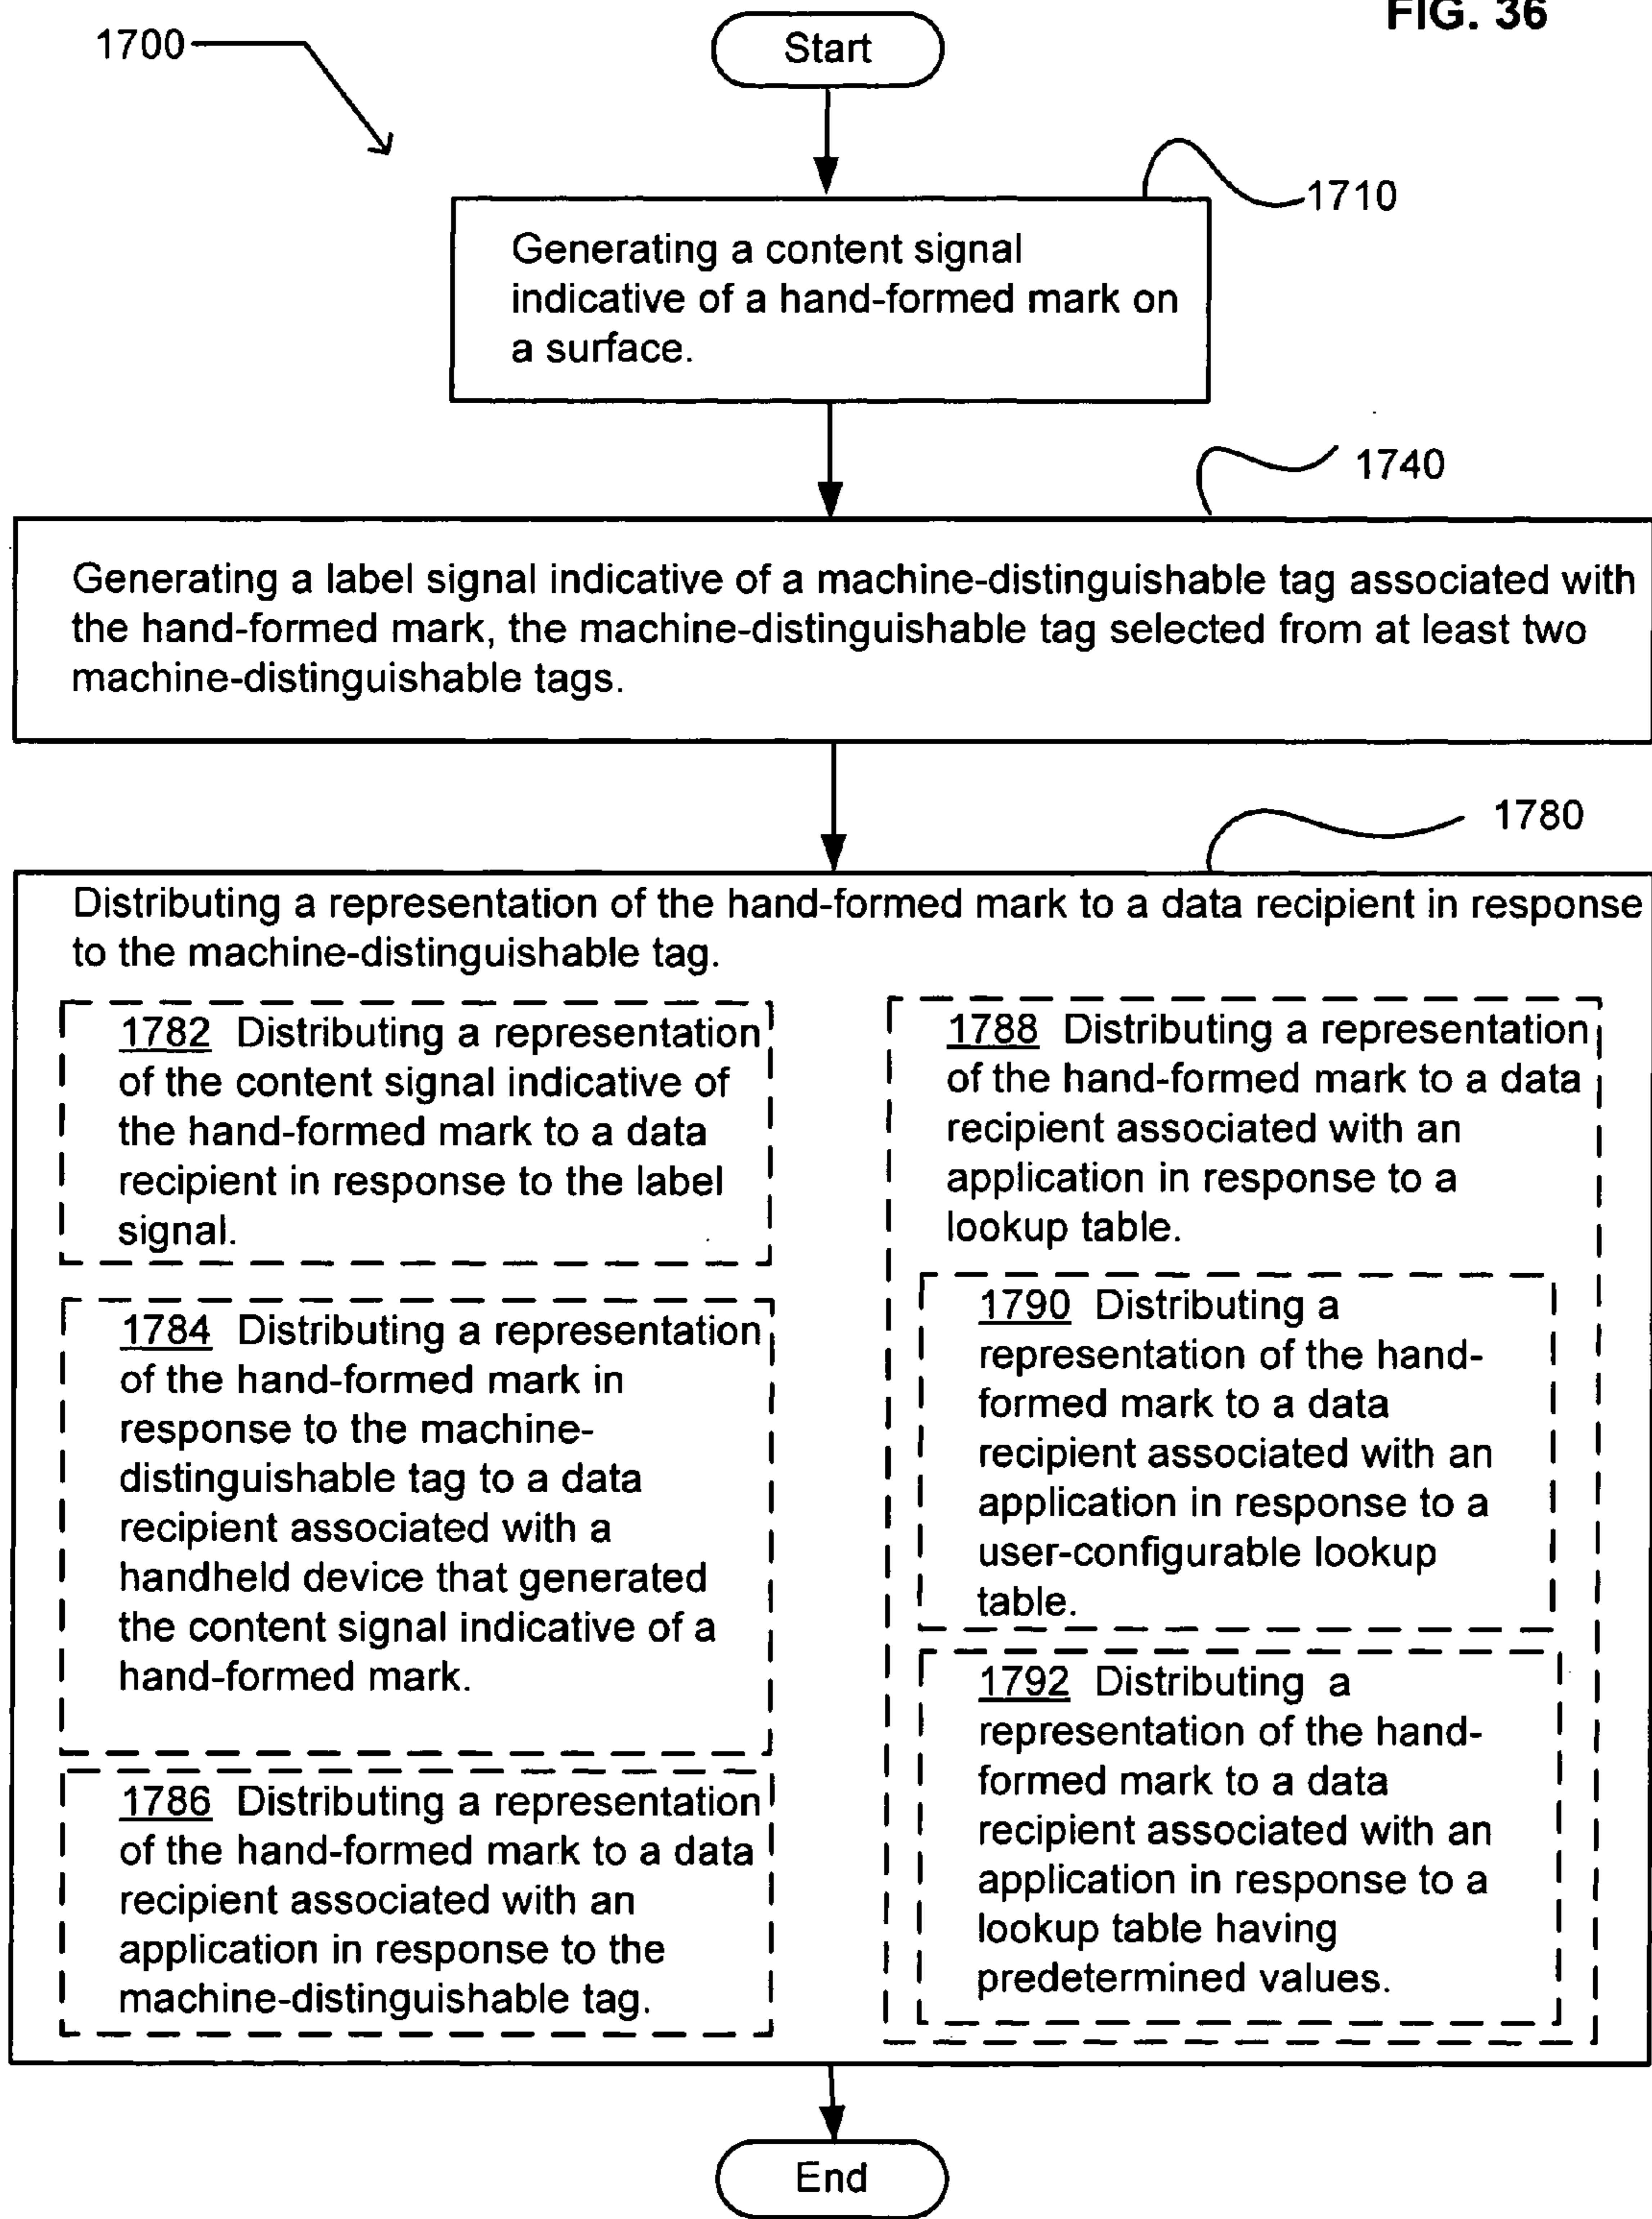 FIG. 36
1700
Start
1710
Generating a content signal
indicative of a hand-formed mark on
a surface.
1740
Generating a label signal indicative of a machine-distinguishable tag associated with
the hand-formed mark, the machine-distinguishable tag selected from at least two
machine-distinguishable tags.
1780
Distributing a representation of the hand-formed mark to a data recipient in response
to the machine-distinguishable tag.
1782 Distributing a representation
of the content signal indicative of
the hand-formed mark to a data
recipient in response to the label
signal.
1784 Distributing a representation
of the hand-formed mark in
response to the machine-
distinguishable tag to a data
recipient associated with a
handheld device that generated
the content signal indicative of a
hand-formed mark.
1786 Distributing a representation
of the hand-formed mark to a data
recipient associated with an
application in response to the
machine-distinguishable tag.
1788 Distributing a representation
of the hand-formed mark to a data
recipient associated with an
application in response to a
lookup table.
1790 Distributing a
representation of the hand-
formed mark to a data
recipient associated with an
application in response to a
user-configurable lookup
table.
1792 Distributing a
representation of the hand-
formed mark to a data
recipient associated with an
application in response to a
lookup table having
predetermined values.
End